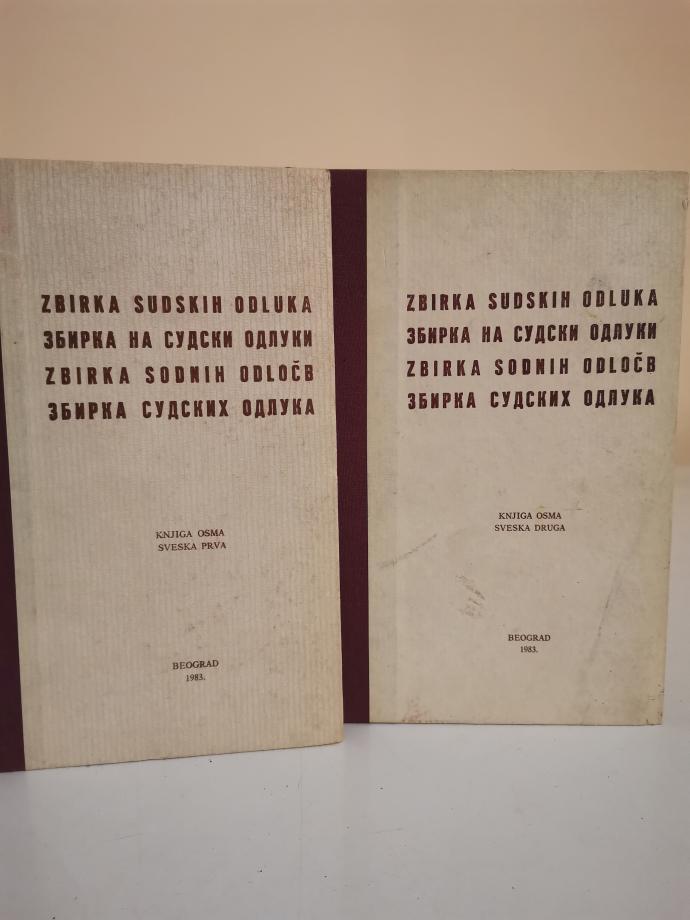 ZBIRKA SUDSKIH ODLUKA
ЗБИРКА НА СУДСКИ ОДЛУКИ
ZBIRKA SODNIH ODLOČB
ЗБИРКА СУДСКИХ ОДЛУКА
KNJIGA OSMA
SVESKA PRVA
BEOGRAD
1983.
ZBIRKA SUDSKIH ODLUKA
ЗБИРКА НА СУДСКИ ОДЛУКИ
ZBIRKA SODNIH ODLOČB
ЗБИРКА СУДСКИХ ОДЛУКА
KNJIGA OSMA
SVESKA DRUGA
BEOGRAD
1983.